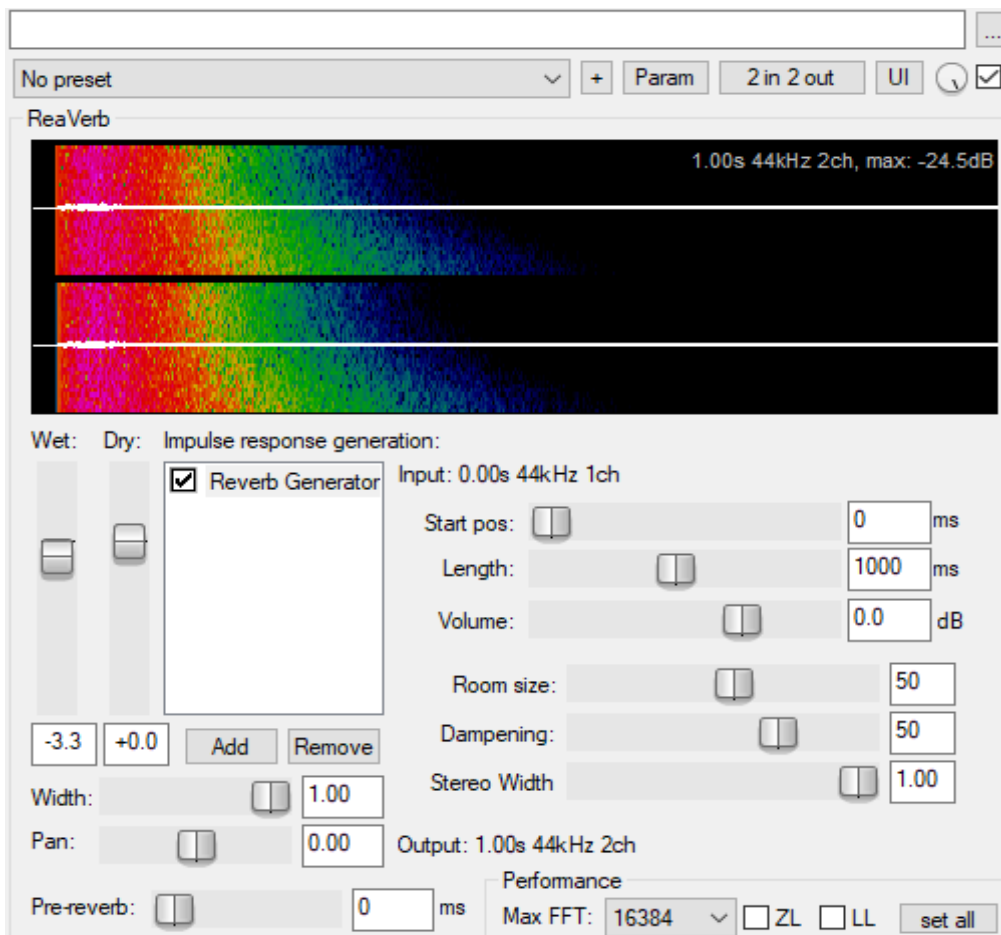 ...
No preset + Param 2 in 2 out UI
ReaVerb
1.00s 44kHz 2ch, max: -24.5dB
Wet: Dry: Impulse response generation:
Reverb Generator
Input: 0.00s 44kHz 1ch
Start pos: 0 ms
Length: 1000 ms
Volume: 0.0 dB
Room size: 50
Dampening: 50
Stereo Width 1.00
-3.3 +0.0 Add Remove
Width: 1.00
Pan: 0.00
Output: 1.00s 44kHz 2ch
Pre-reverb: 0 ms
Performance
Max FFT: 16384 ZL LL set all